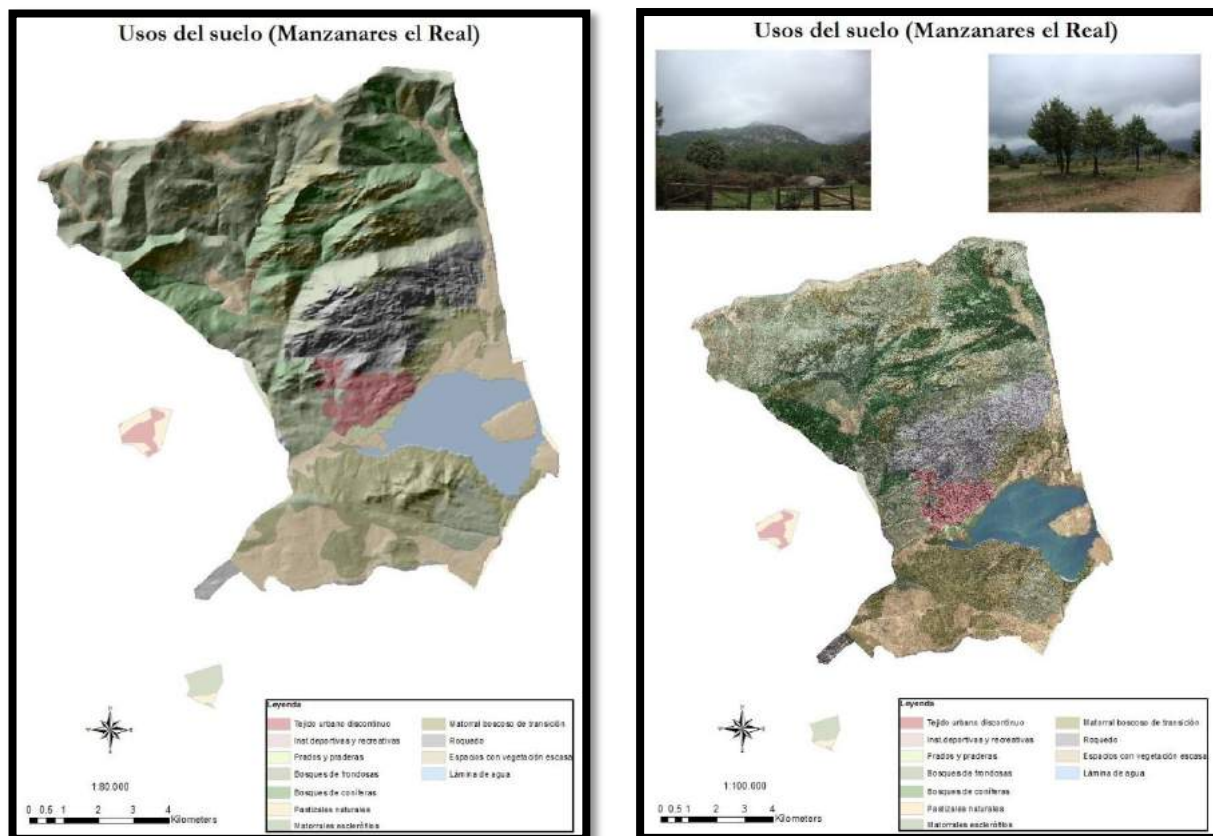 Usos del suelo (Manzanares el Real)
Leyenda
Tejido urbano discontinuo
Inst.deportivas y recreativas
Prados y praderas
Bosques de frondosas
Bosques de coníferas
Pastizales naturales
Matorrales esclerófilos
Matorral boscoso de transición
Roquedo
Espacios con vegetación escasa
Lámina de agua
1:80.000
0 0.5 1 2 3 4
Kilometers
Usos del suelo (Manzanares el Real)
Leyenda
Tejido urbano discontinuo
Inst.deportivas y recreativas
Prados y praderas
Bosques de frondosas
Bosques de coníferas
Pastizales naturales
Matorrales esclerófilos
Matorral boscoso de transición
Roquedo
Espacios con vegetación escasa
Lámina de agua
1:100.000
0 0.5 1 2 3 4
Kilometers